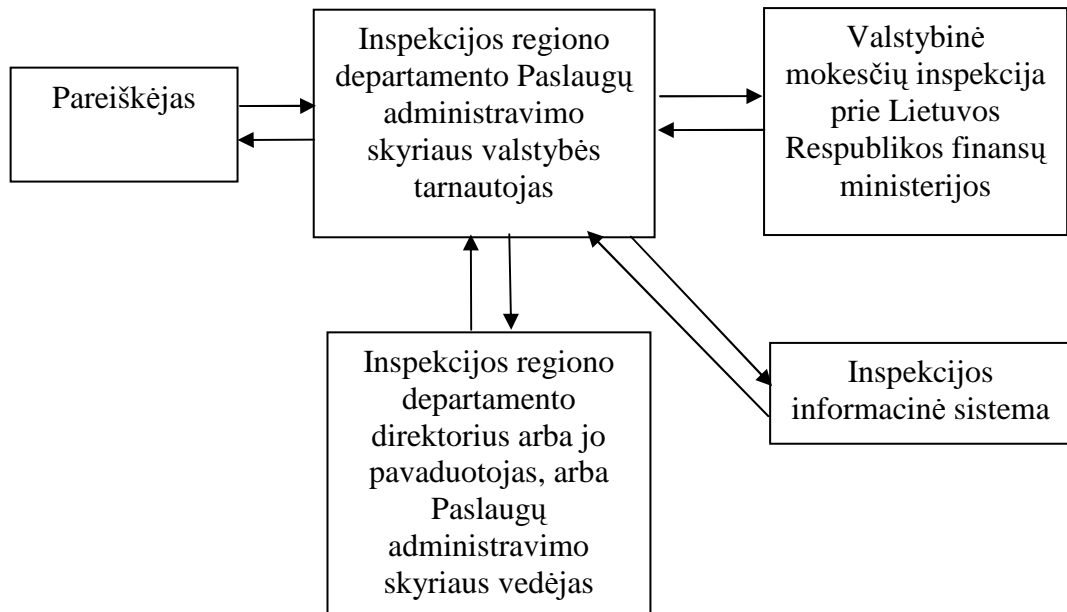 Pareiškėjas
Inspekcijos regiono
departamento Paslaugų
administravimo
skyriaus valstybės
tarnautojas
Valstybinė
mokesčių inspekcija
prie Lietuvos
Respublikos finansų
ministerijos
Inspekcijos regiono
departamento
direktorius arba jo
pavaduotojas, arba
Paslaugų
administravimo
skyriaus vedėjas
Inspekcijos
informacinė sistema